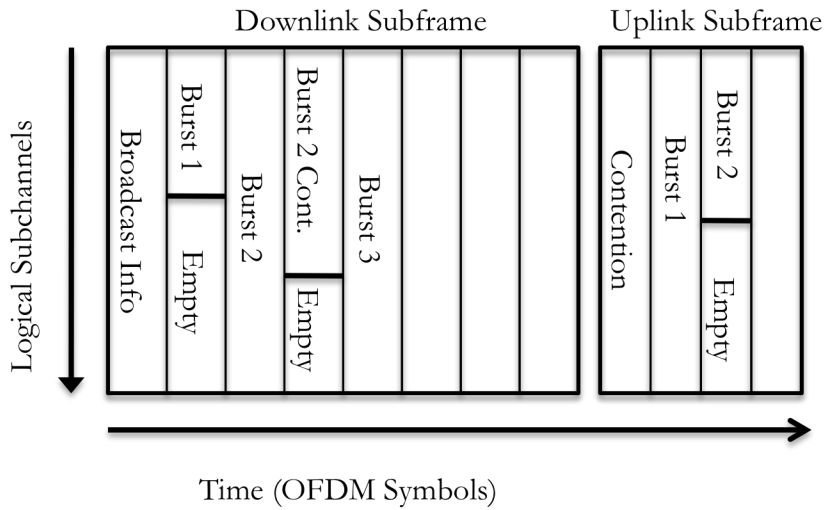 Downlink Subframe
Uplink Subframe
Logical Subchannels
Broadcast Info
Burst 1
Empty
Burst 2
Burst 2 Cont.
Empty
Burst 3
Contention
Burst 1
Burst 2
Empty
Time (OFDM Symbols)